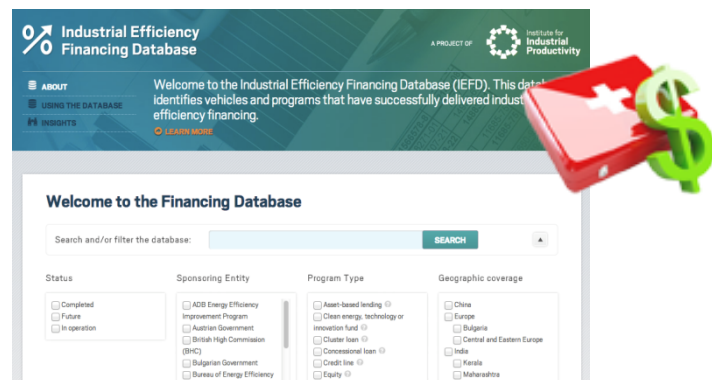 Industrial Efficiency
Financing Database
A PROJECT OF
Institute for
Industrial
Productivity
ABOUT
USING THE DATABASE
INSIGHTS
Welcome to the Industrial Efficiency Financing Database (IEFD). This
identifies vehicles and programs that have successfully delivered
efficiency financing.
LEARN MORE
Welcome to the Financing Database
Search and/or filter the database:
SEARCH
Status
Completed
Future
In operation
Sponsoring Entity
ADB Energy Efficiency
Improvement Program
Austrian Government
British High Commission
(BHC)
Bulgarian Government
Bureau of Energy Efficiency
Program Type
Asset-based lending
Clean energy, technology or
innovation fund
Cluster loan
Concessional loan
Credit line
Equity
Geographic coverage
China
Europe
Bulgaria
Central and Eastern Europe
India
Kerala
Maharashtra